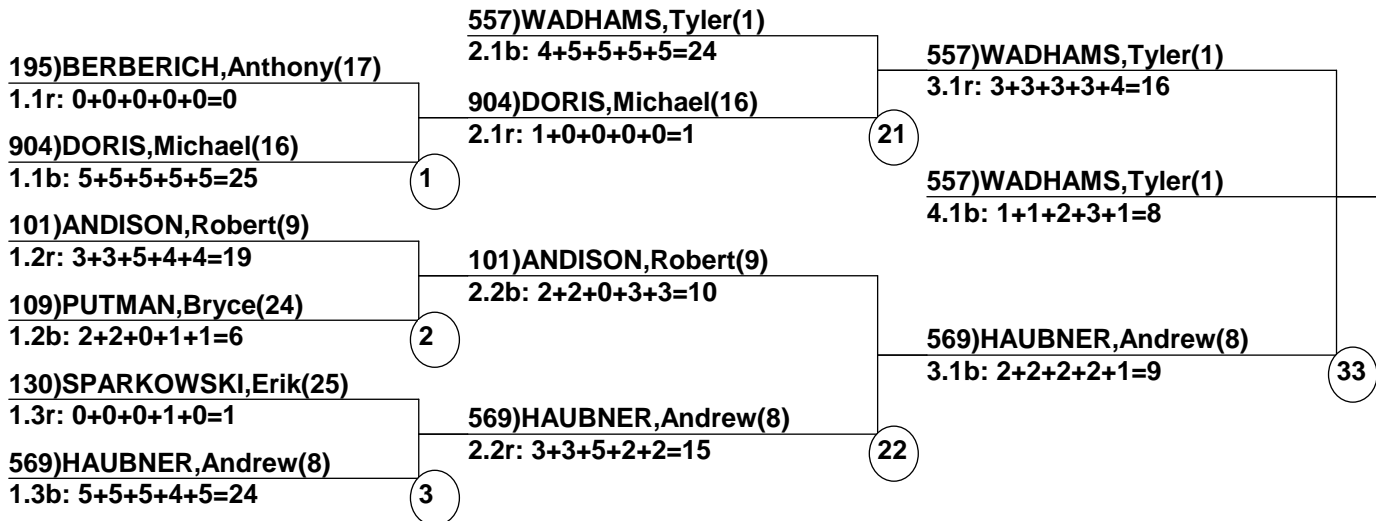 195)BERBERICH,Anthony(17)
1.1r: 0+0+0+0+0=0
904)DORIS,Michael(16)
1.1b: 5+5+5+5+5=25
1
101)ANDISON,Robert(9)
1.2r: 3+3+5+4+4=19
109)PUTMAN,Bryce(24)
1.2b: 2+2+0+1+1=6
2
130)SPARKOWSKI,Erik(25)
1.3r: 0+0+0+1+0=1
569)HAUBNER,Andrew(8)
1.3b: 5+5+5+4+5=24
3
557)WADHAMS,Tyler(1)
2.1b: 4+5+5+5+5=24
904)DORIS,Michael(16)
2.1r: 1+0+0+0+0=1
21
101)ANDISON,Robert(9)
2.2b: 2+2+0+3+3=10
569)HAUBNER,Andrew(8)
2.2r: 3+3+5+2+2=15
22
557)WADHAMS,Tyler(1)
3.1r: 3+3+3+3+4=16
557)WADHAMS,Tyler(1)
4.1b: 1+1+2+3+1=8
569)HAUBNER,Andrew(8)
3.1b: 2+2+2+2+1=9
33